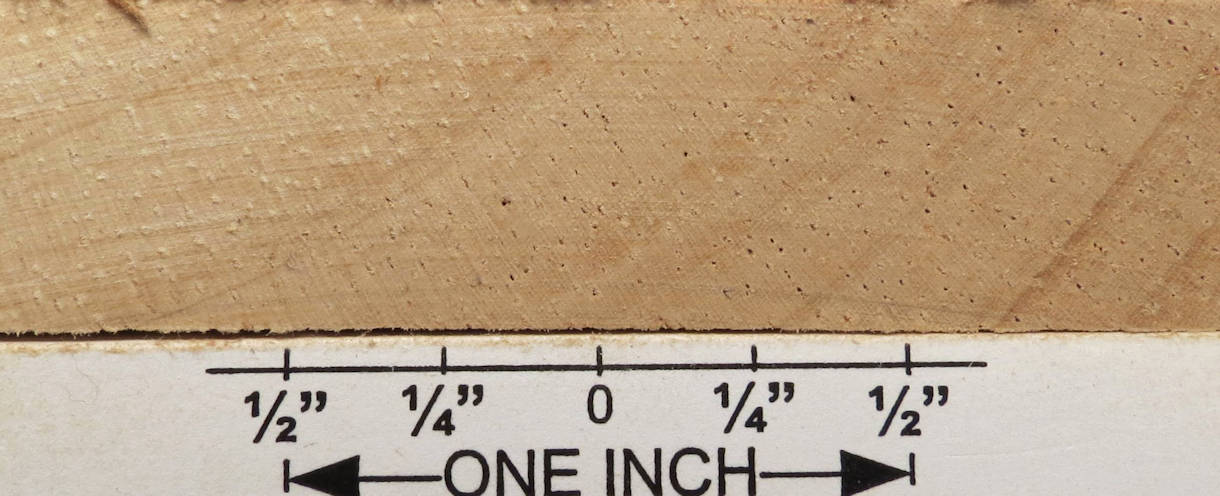 ½” ¼” 0 ¼” ½”
ONE INCH